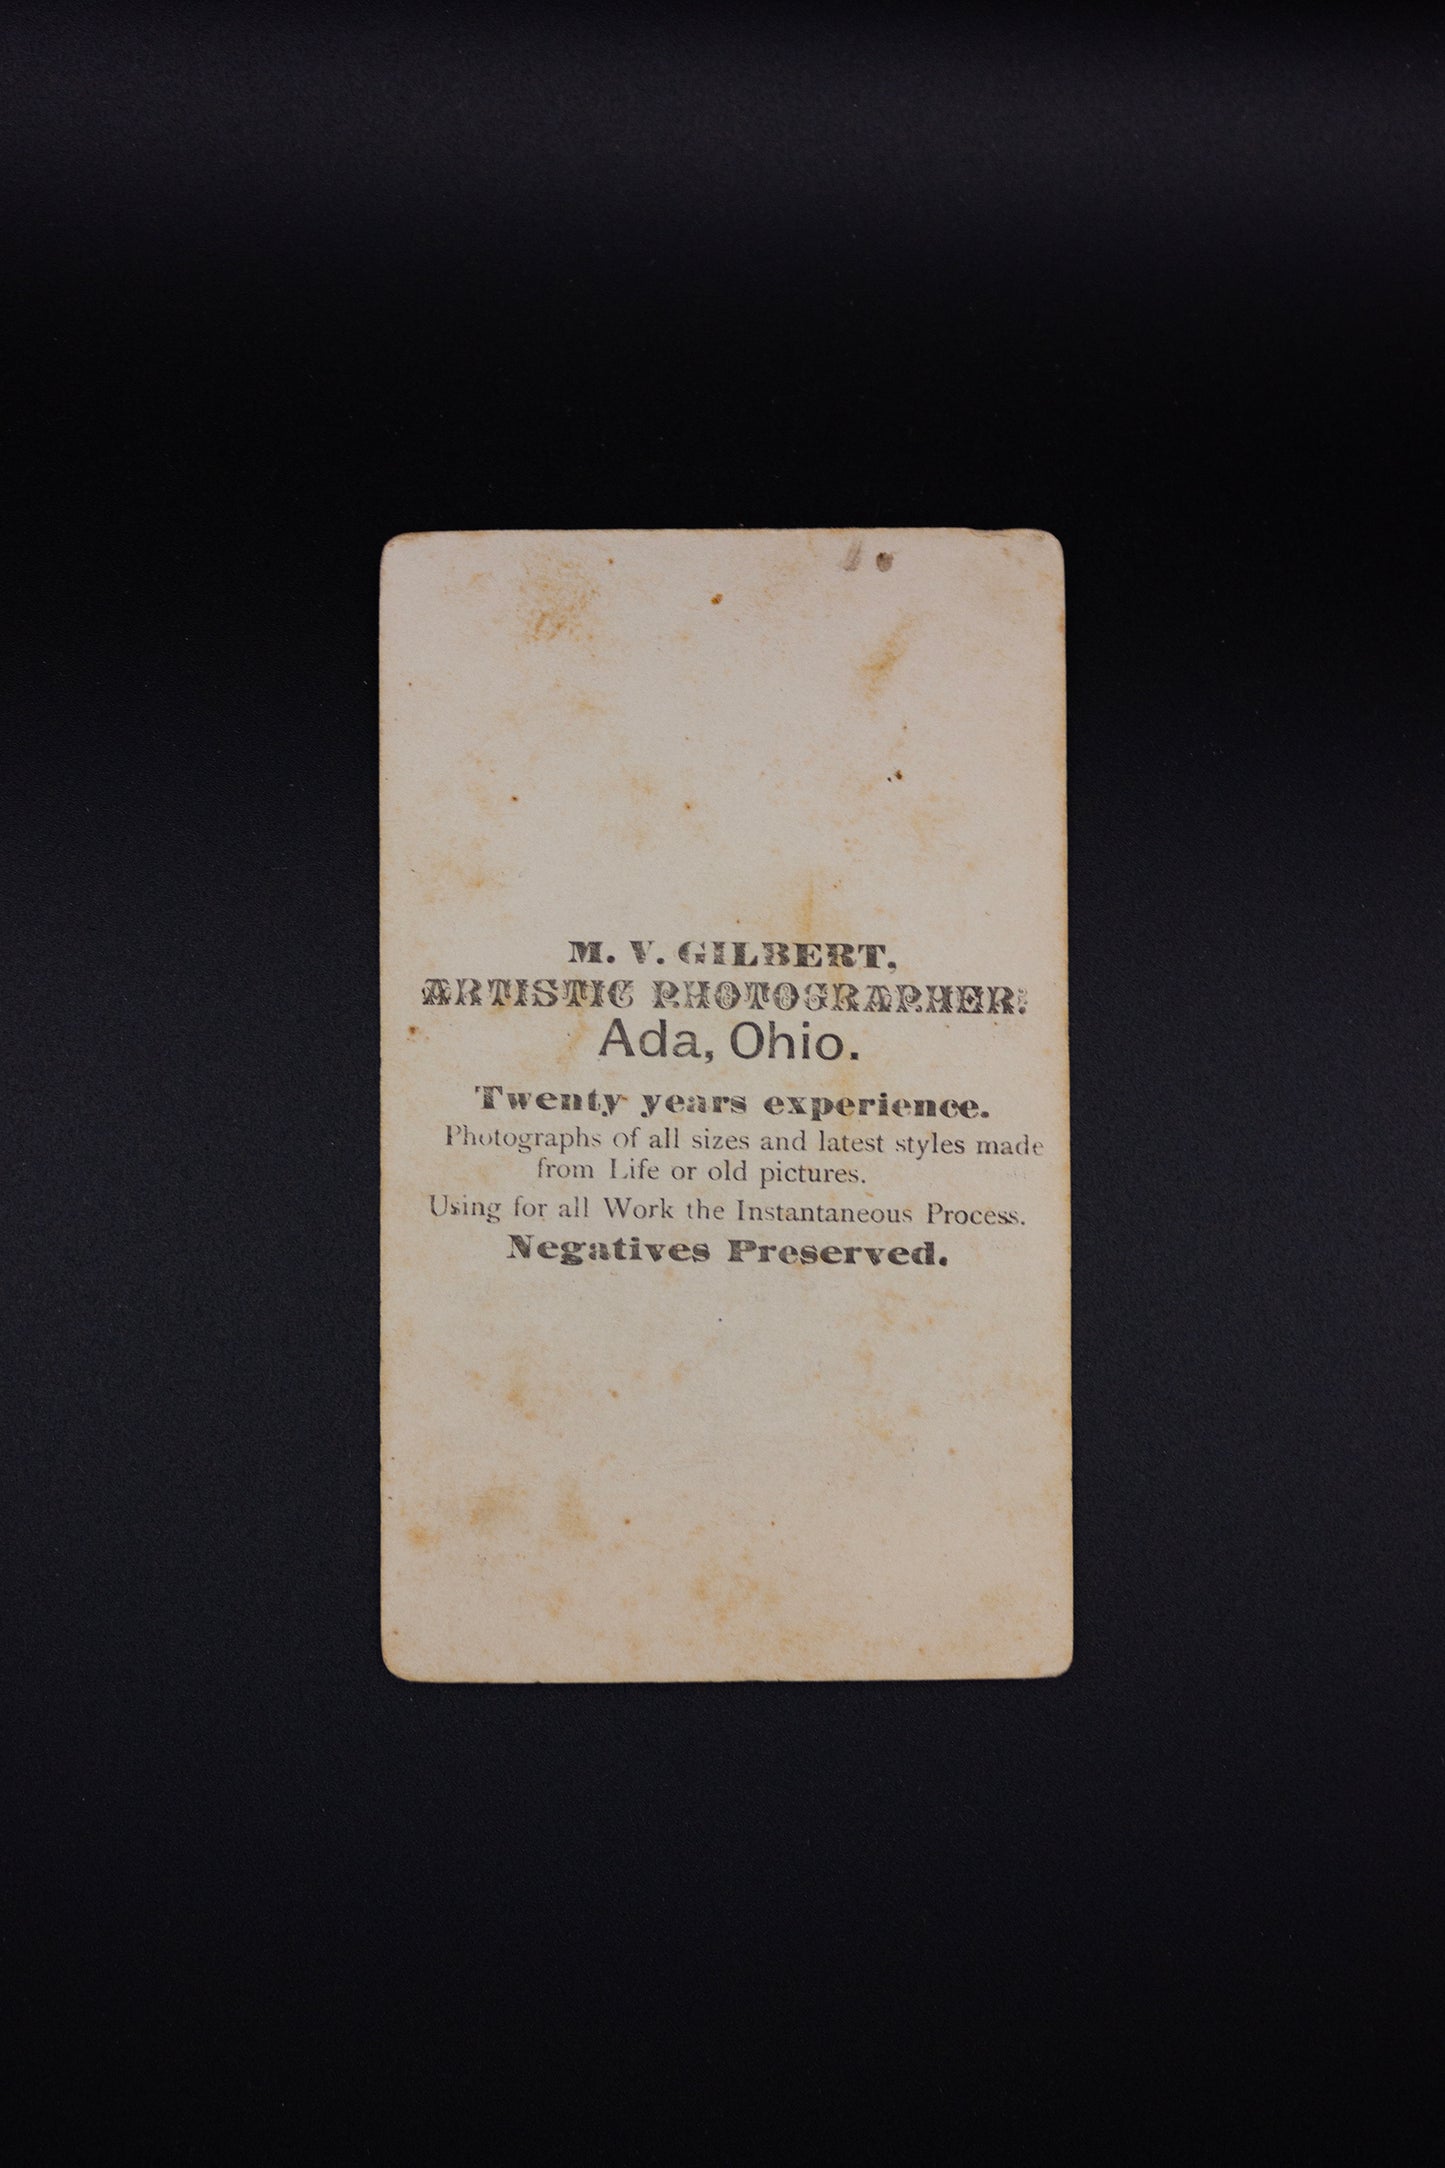 M. V. GILBERT,
ARTISTIC PHOTOGRAPHER.
Ada, Ohio.
Twenty years experience.
Photographs of all sizes and latest styles made
from Life or old pictures.
Using for all Work the Instantaneous Process.
Negatives Preserved.